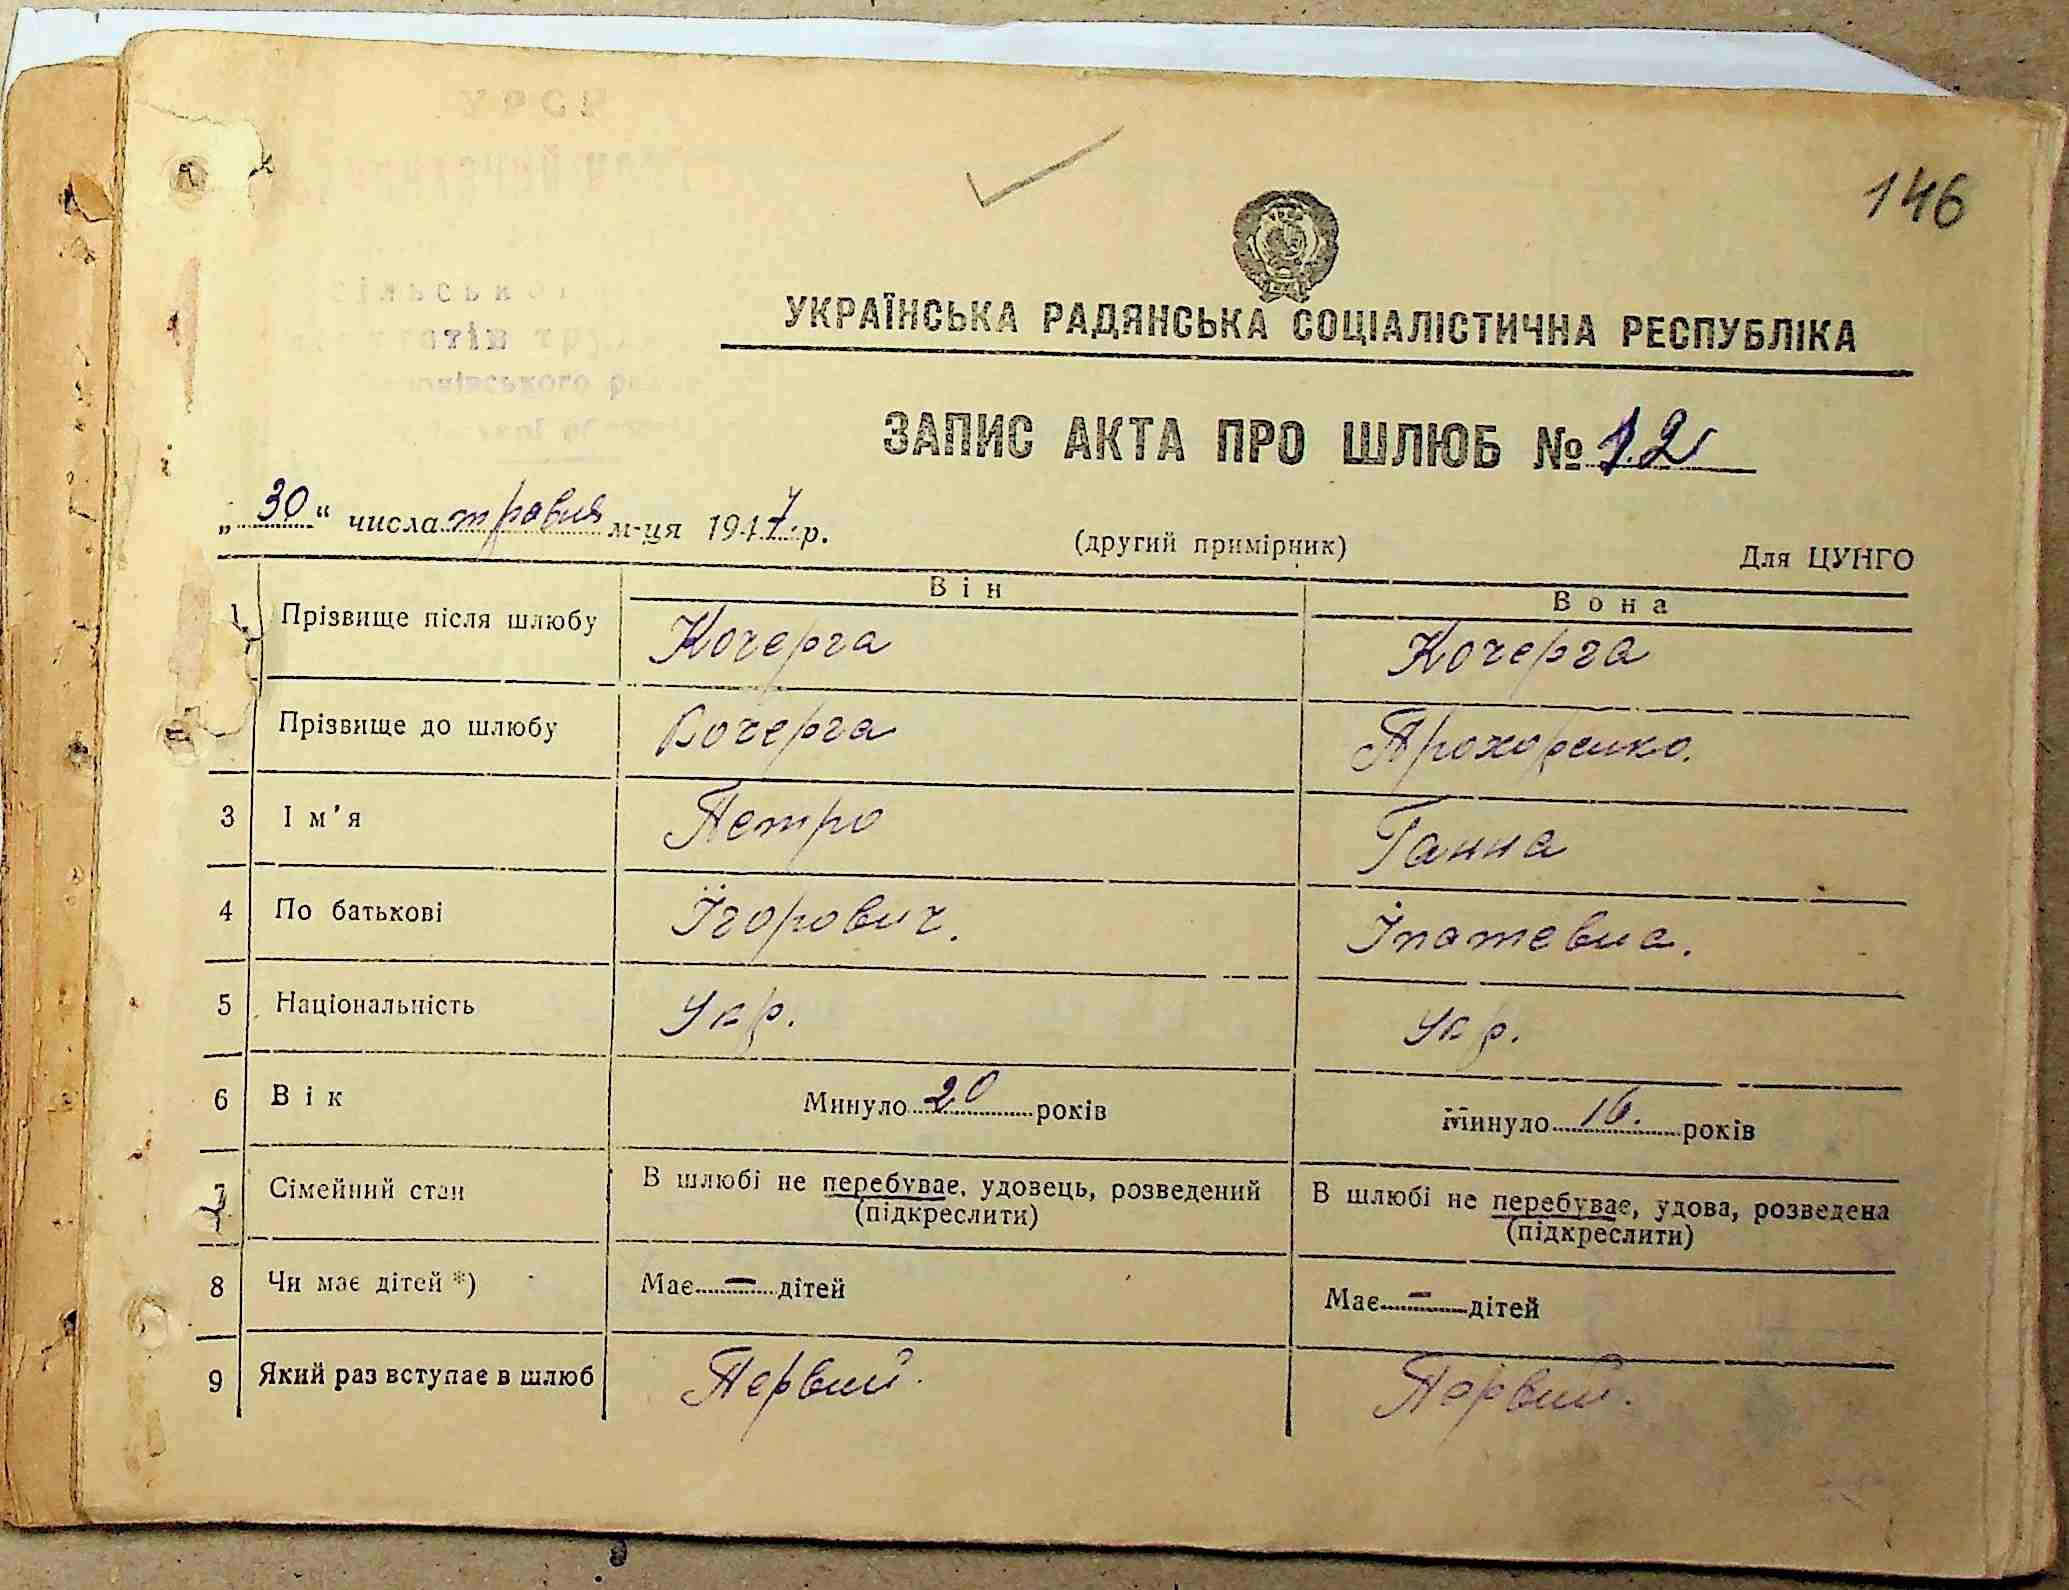 УРСР
146
УКРАЇНСЬКА РАДЯНСЬКА СОЦІАЛІСТИЧНА РЕСПУБЛІКА
ЗАПИС АКТА ПРО ШЛЮБ № 12
„30“ числа травня м-ця 1947 р.
(другий примірник)
Для ЦУНГО
Він Вона
1 Прізвище після шлюбу Кочерга Кочерга
Прізвище до шлюбу Кочерга Прохоренко.
3 Ім'я Петро Ганна
4 По батькові Їгорович. Іпатевна.
5 Національність Укр. Укр.
6 Вік Минуло 20 років Минуло 16. років
7 Сімейний стан В шлюбі не перебуває, удовець, розведений В шлюбі не перебуває, удова, розведена
(підкреслити) (підкреслити)
8 Чи має дітей *) Має — дітей Має — дітей
9 Який раз вступає в шлюб Первий. Первий.